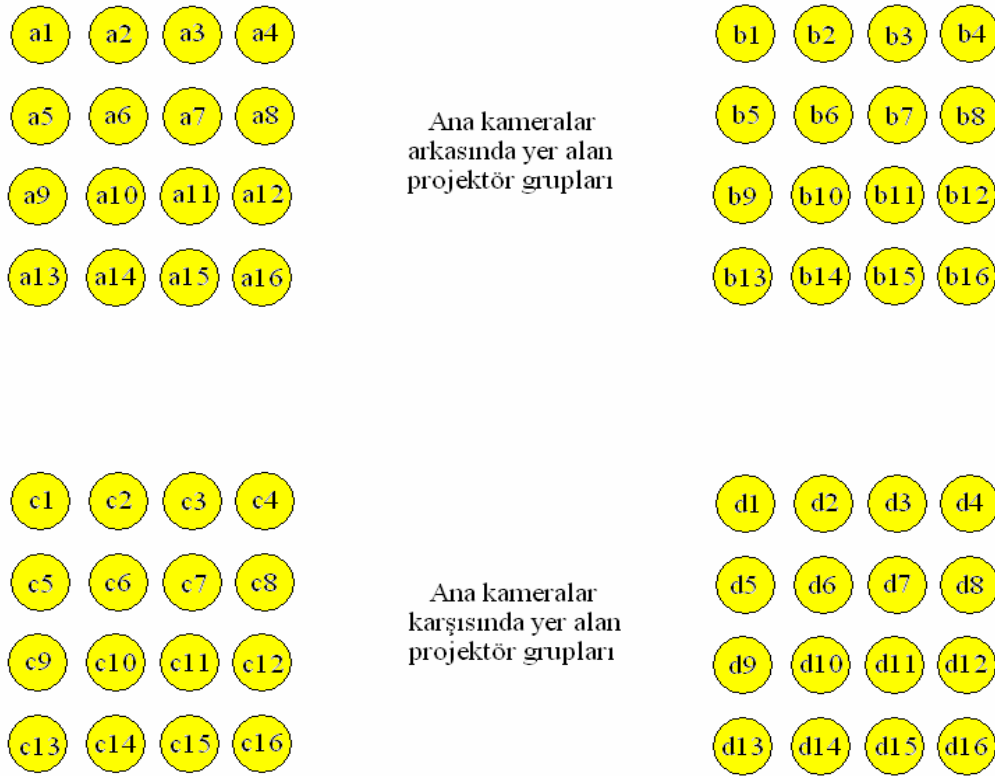 a1 a2 a3 a4
b1 b2 b3 b4
a5 a6 a7 a8
b5 b6 b7 b8
Ana kameralar
arkasında yer alan
projektör grupları
a9 a10 a11 a12
b9 b10 b11 b12
a13 a14 a15 a16
b13 b14 b15 b16
c1 c2 c3 c4
d1 d2 d3 d4
c5 c6 c7 c8
d5 d6 d7 d8
Ana kameralar
karşısında yer alan
projektör grupları
c9 c10 c11 c12
d9 d10 d11 d12
c13 c14 c15 c16
d13 d14 d15 d16